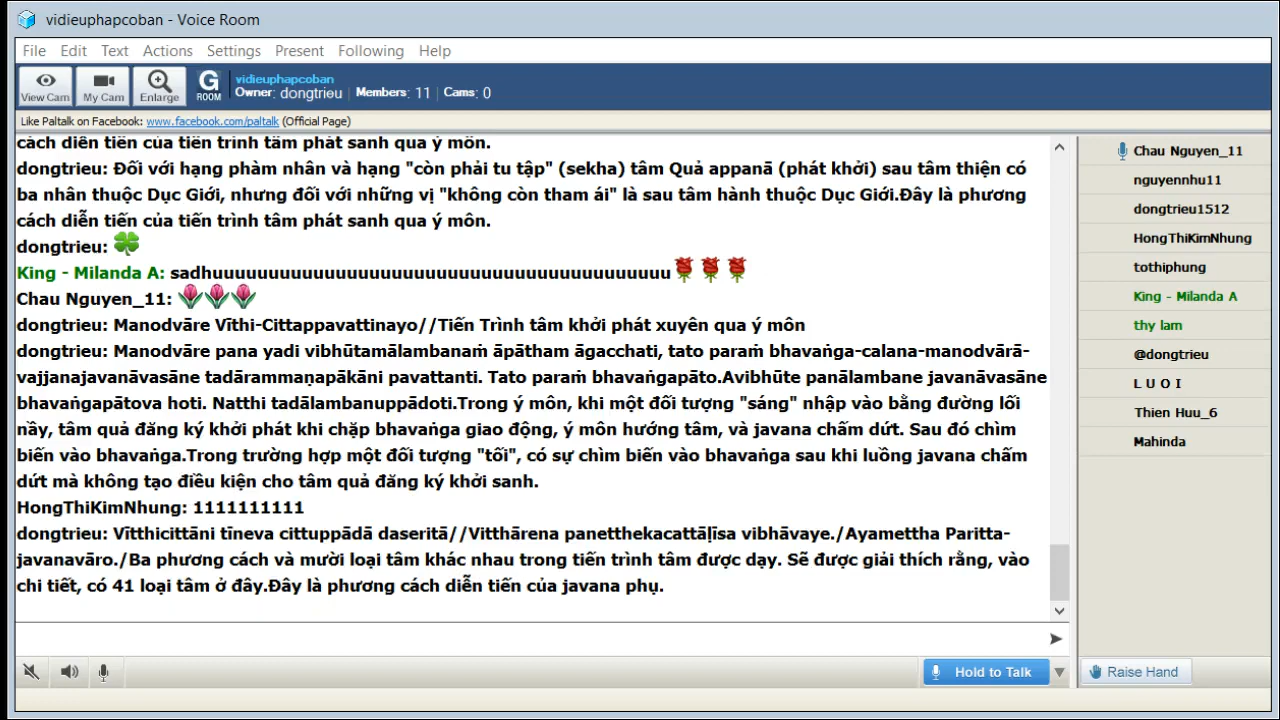 vidieuphapcoban - Voice Room
File Edit Text Actions Settings Present Following Help
View Cam My Cam Enlarge G ROOM
vidieuphapcoban
Owner: dongtrieu | Members: 11 | Cams: 0
Like Paltalk on Facebook: www.facebook.com/paltalk (Official Page)
cách diễn tiến của tiến trình tâm phát sanh qua ý môn.
dongtrieu: Đối với hạng phàm nhân và hạng "còn phải tu tập" (sekha) tâm Quả appanā (phát khởi) sau tâm thiện có
ba nhân thuộc Dục Giới, nhưng đối với những vị "không còn tham ái" là sau tâm hành thuộc Dục Giới.Đây là phương
cách diễn tiến của tiến trình tâm phát sanh qua ý môn.
dongtrieu:
King - Milanda A: sadhuuuuuuuuuuuuuuuuuuuuuuuuuuuuuuuuuuuuuuuuu
Chau Nguyen_11:
dongtrieu: Manodvāre Vīthi-Cittappavattinayo//Tiến Trình tâm khởi phát xuyên qua ý môn
dongtrieu: Manodvāre pana yadi vibhūtamālambanaṁ āpātham āgacchati, tato paraṁ bhavaṅga-calana-manodvārā-
vajjanajavanāvasāne tadārammaṇapākāni pavattanti. Tato paraṁ bhavaṅgapāto.Avibhūte panālambane javanāvasāne
bhavaṅgapātova hoti. Natthi tadālambanuppādoti.Trong ý môn, khi một đối tượng "sáng" nhập vào bằng đường lối
nầy, tâm quả đăng ký khởi phát khi chặp bhavaṅga giao động, ý môn hướng tâm, và javana chấm dứt. Sau đó chìm
biến vào bhavaṅga.Trong trường hợp một đối tượng "tối", có sự chìm biến vào bhavaṅga sau khi luồng javana chấm
dứt mà không tạo điều kiện cho tâm quả đăng ký khởi sanh.
HongThiKimNhung: 1111111111
dongtrieu: Vītthicittāni tīneva cittuppādā daseritā//Vitthārena panetthekacattāḷīsa vibhāvaye./Ayamettha Paritta-
javanavāro./Ba phương cách và mười loại tâm khác nhau trong tiến trình tâm được dạy. Sẽ được giải thích rằng, vào
chi tiết, có 41 loại tâm ở đây.Đây là phương cách diễn tiến của javana phụ.
Chau Nguyen_11
nguyennhu11
dongtrieu1512
HongThiKimNhung
tothiphung
King - Milanda A
thy lam
@dongtrieu
L U O I
Thien Huu_6
Mahinda
Hold to Talk
Raise Hand